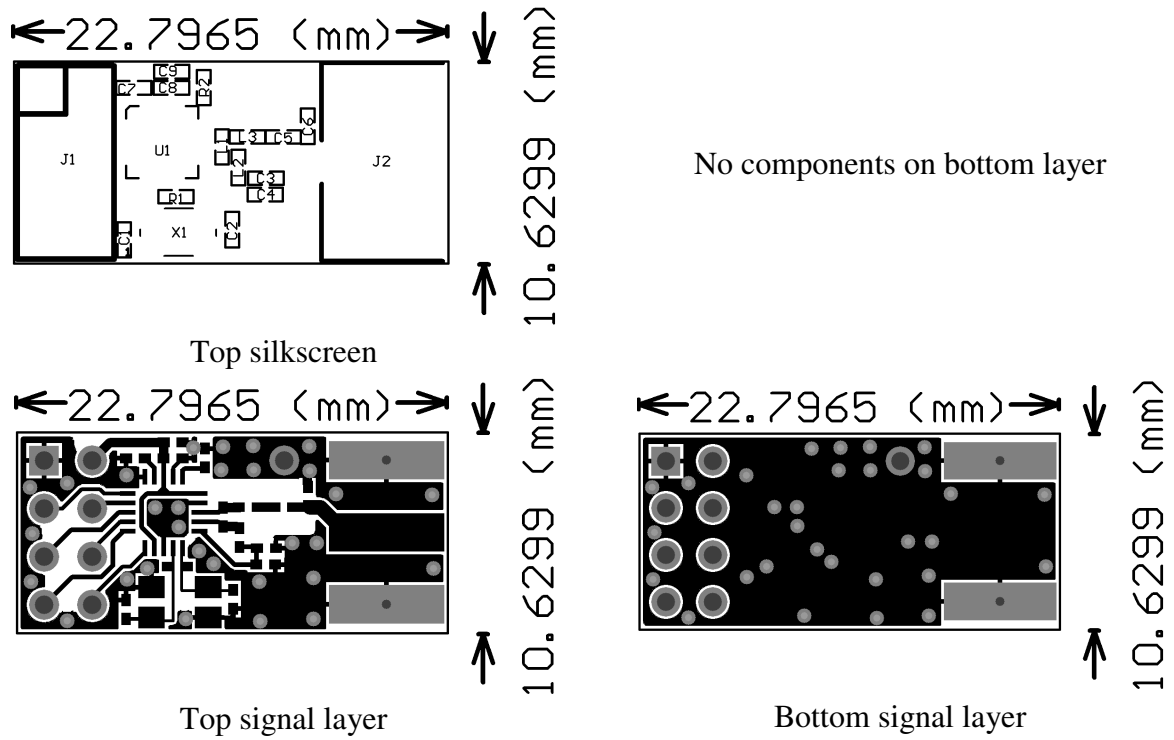 22.7965 (mm)
10.6299 (mm)
C9
C7 C8 R2
C6
J1 U1 L1 L3 C5 J2
L2
C3
R1 C4
C1 X1 C2
No components on bottom layer
Top silkscreen
22.7965 (mm)
10.6299 (mm)
22.7965 (mm)
10.6299 (mm)
Top signal layer
Bottom signal layer